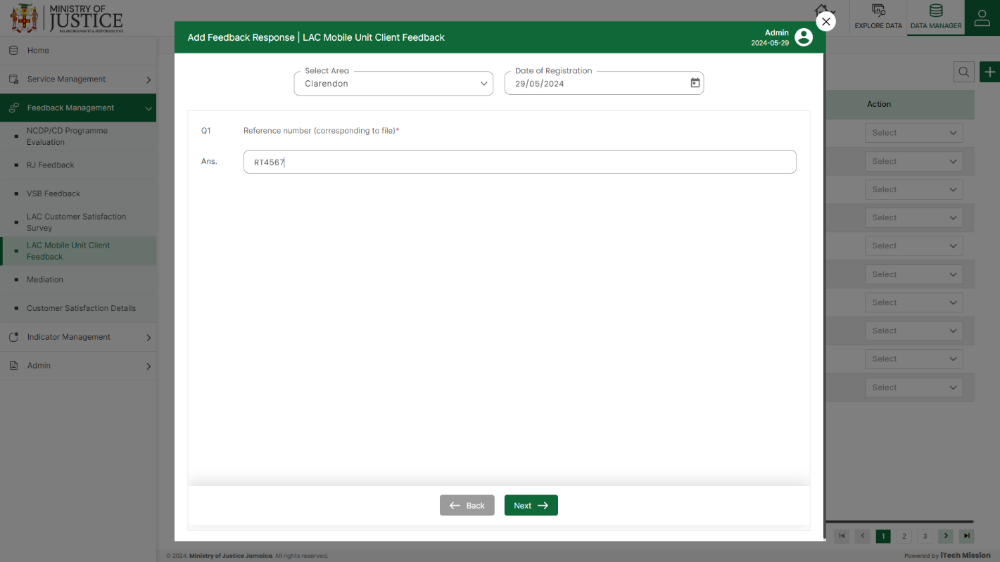 MINISTRY OF
JUSTICE
BALANCING RIGHTS & RESPONSIBILITIES
EXPLORE DATA
DATA MANAGER
Home
Service Management
Feedback Management
NCDP/CD Programme
Evaluation
RJ Feedback
VSB Feedback
LAC Customer Satisfaction
Survey
LAC Mobile Unit Client
Feedback
Mediation
Customer Satisfaction Details
Indicator Management
Admin
Add Feedback Response | LAC Mobile Unit Client Feedback
Admin
2024-05-29
Select Area
Clarendon
Date of Registration
29/05/2024
Q1 Reference number (corresponding to file)*
Ans. RT4567
Back
Next
Action
Select
Select
Select
Select
Select
Select
Select
Select
Select
Select
1 2 3
© 2024. Ministry of Justice Jamaica. All rights reserved.
Powered by iTech Mission